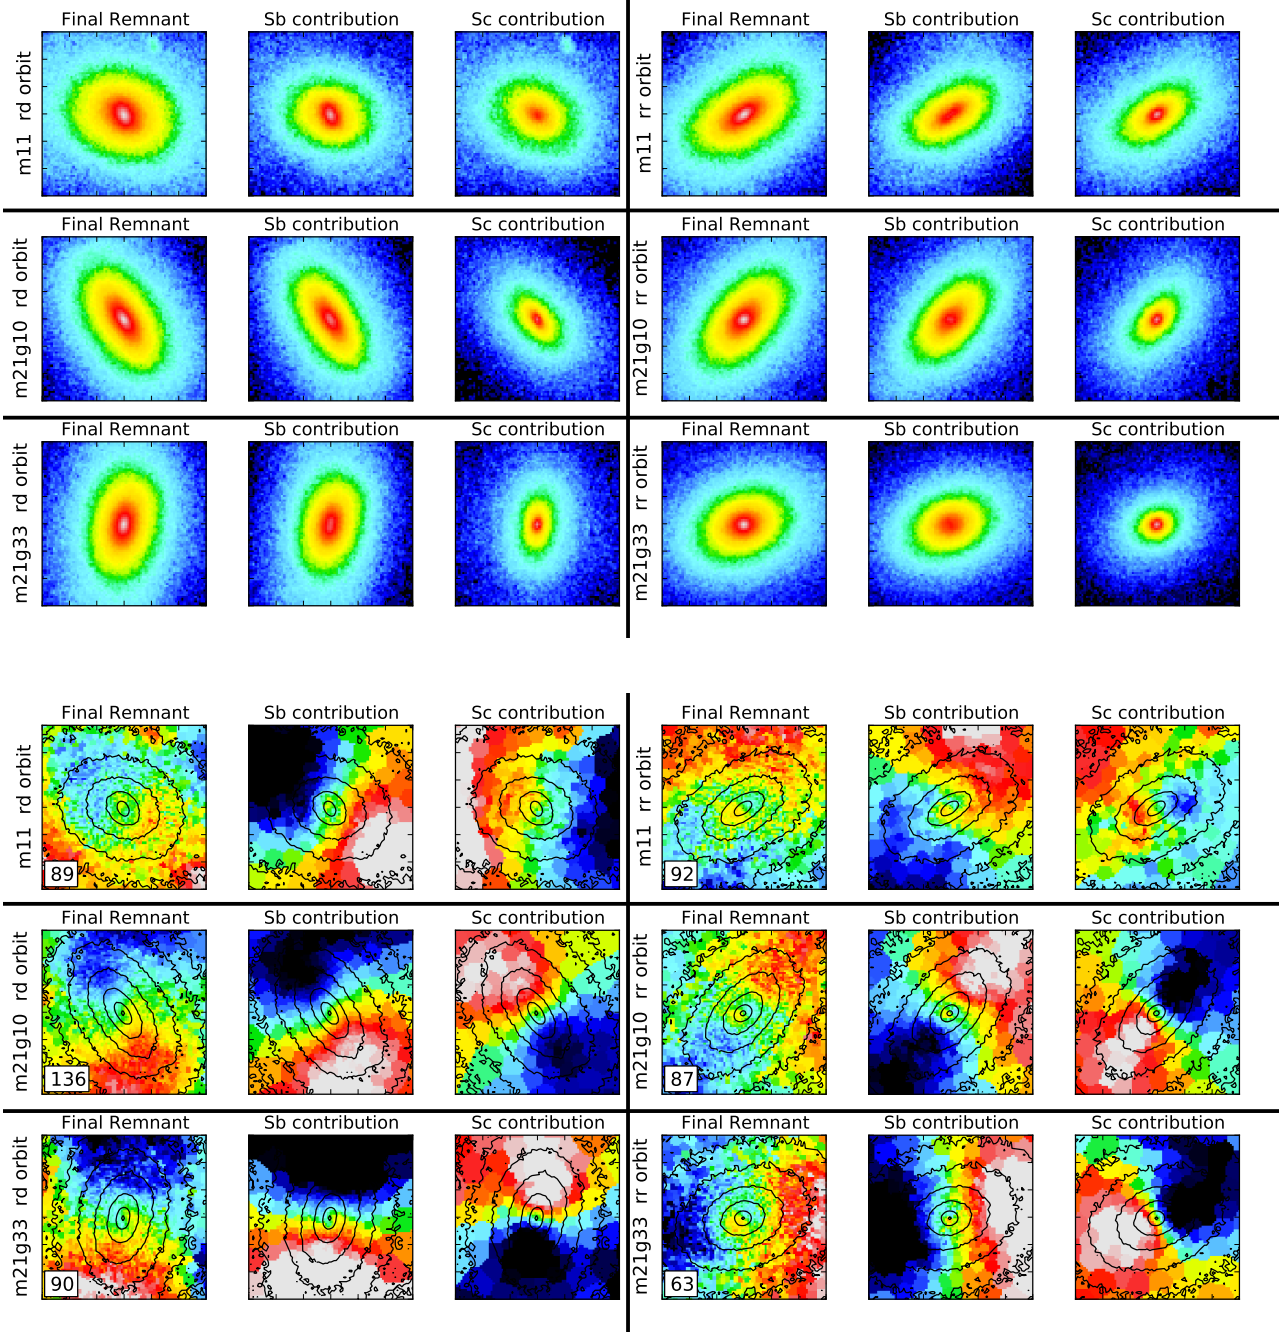 Final Remnant Sb contribution Sc contribution Final Remnant Sb contribution Sc contribution
m11 rd orbit
m11 rr orbit
Final Remnant Sb contribution Sc contribution Final Remnant Sb contribution Sc contribution
m21g10 rd orbit
m21g10 rr orbit
Final Remnant Sb contribution Sc contribution Final Remnant Sb contribution Sc contribution
m21g33 rd orbit
m21g33 rr orbit
Final Remnant Sb contribution Sc contribution Final Remnant Sb contribution Sc contribution
m11 rd orbit
89
m11 rr orbit
92
Final Remnant Sb contribution Sc contribution Final Remnant Sb contribution Sc contribution
m21g10 rd orbit
136
m21g10 rr orbit
87
Final Remnant Sb contribution Sc contribution Final Remnant Sb contribution Sc contribution
m21g33 rd orbit
90
m21g33 rr orbit
63